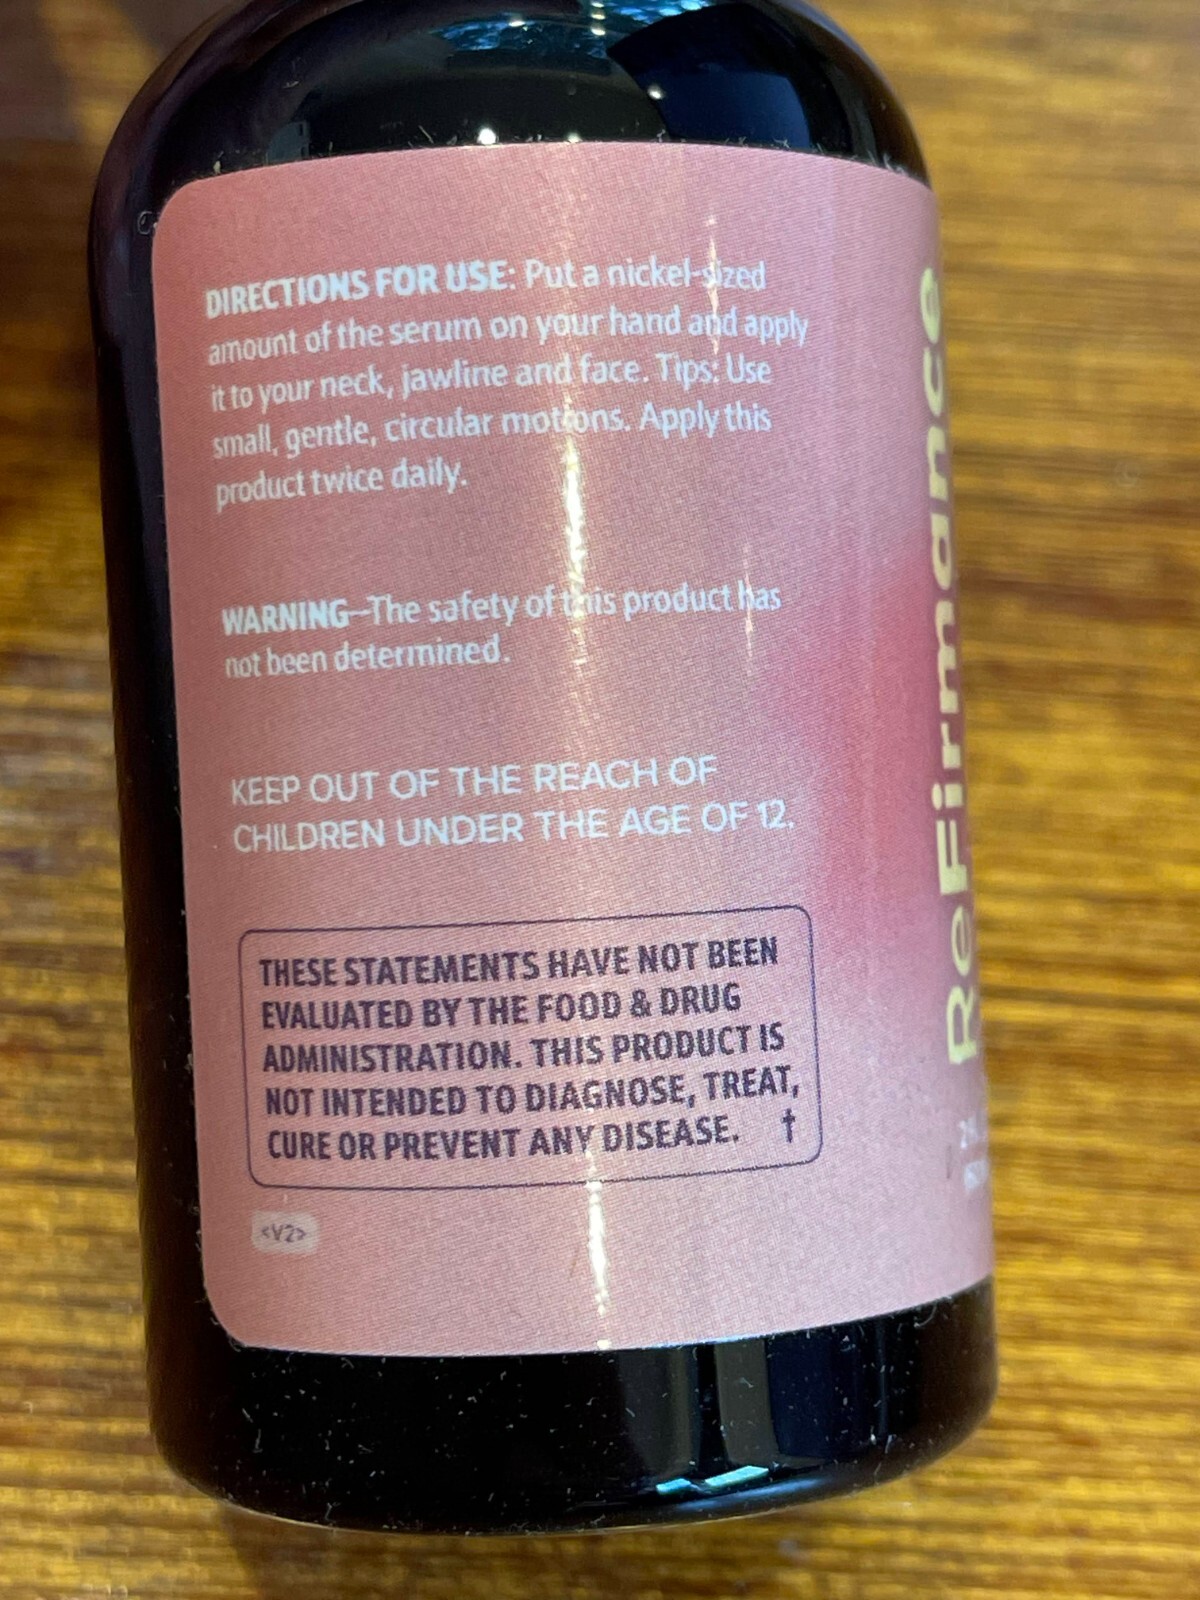 DIRECTIONS FOR USE: Put a nickel-sized
amount of the serum on your hand and apply
it to your neck, jawline and face. Tips: Use
small, gentle, circular motions. Apply this
product twice daily.
WARNING—The safety of this product has
not been determined.
KEEP OUT OF THE REACH OF
CHILDREN UNDER THE AGE OF 12.
THESE STATEMENTS HAVE NOT BEEN
EVALUATED BY THE FOOD & DRUG
ADMINISTRATION. THIS PRODUCT IS
NOT INTENDED TO DIAGNOSE, TREAT,
CURE OR PREVENT ANY DISEASE. †
<V2>
ReFirmance